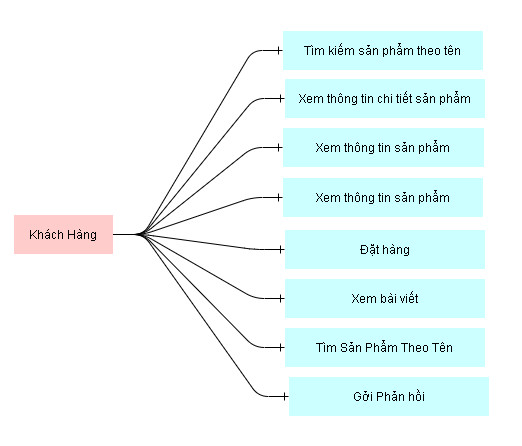 Tìm kiếm sản phẩm theo tên
Xem thông tin chi tiết sản phẩm
Xem thông tin sản phẩm
Xem thông tin sản phẩm
Khách Hàng
Đặt hàng
Xem bài viết
Tìm Sản Phẩm Theo Tên
Gởi Phản hồi